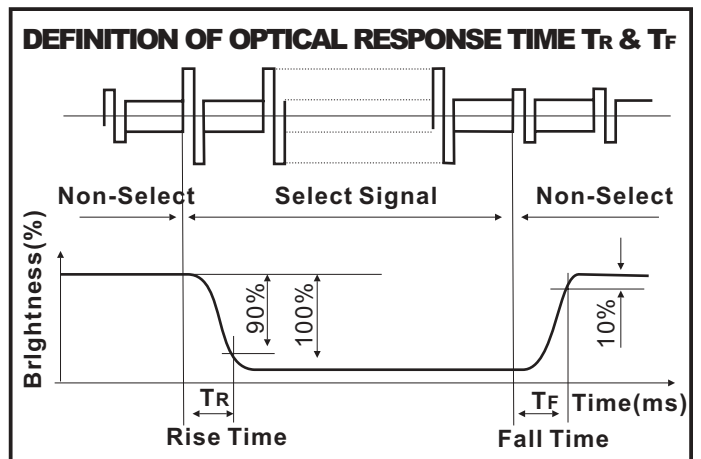 DEFINITION OF OPTICAL RESPONSE TIME TR & TF
Non-Select Select Signal Non-Select
Brightness(%)
90%
100%
10%
TR
TF Time(ms)
Rise Time
Fall Time